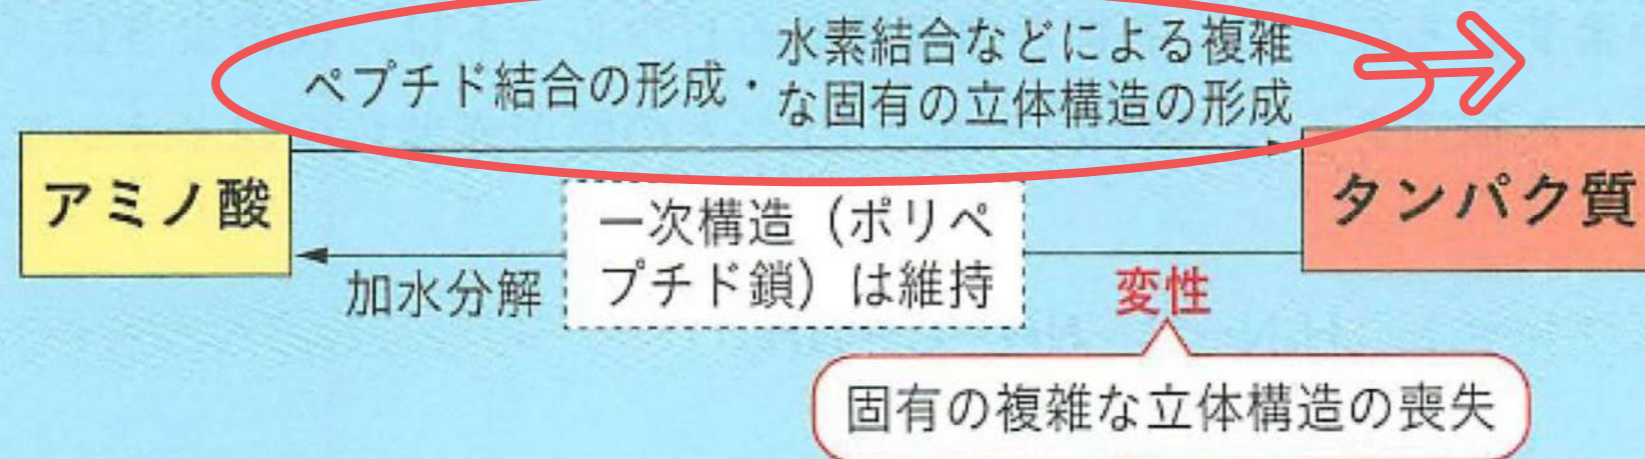 ペプチド結合の形成・
水素結合などによる複雑
な固有の立体構造の形成
アミノ酸
タンパク質
一次構造（ポリペ
プチド鎖）は維持
加水分解
変性
固有の複雑な立体構造の喪失